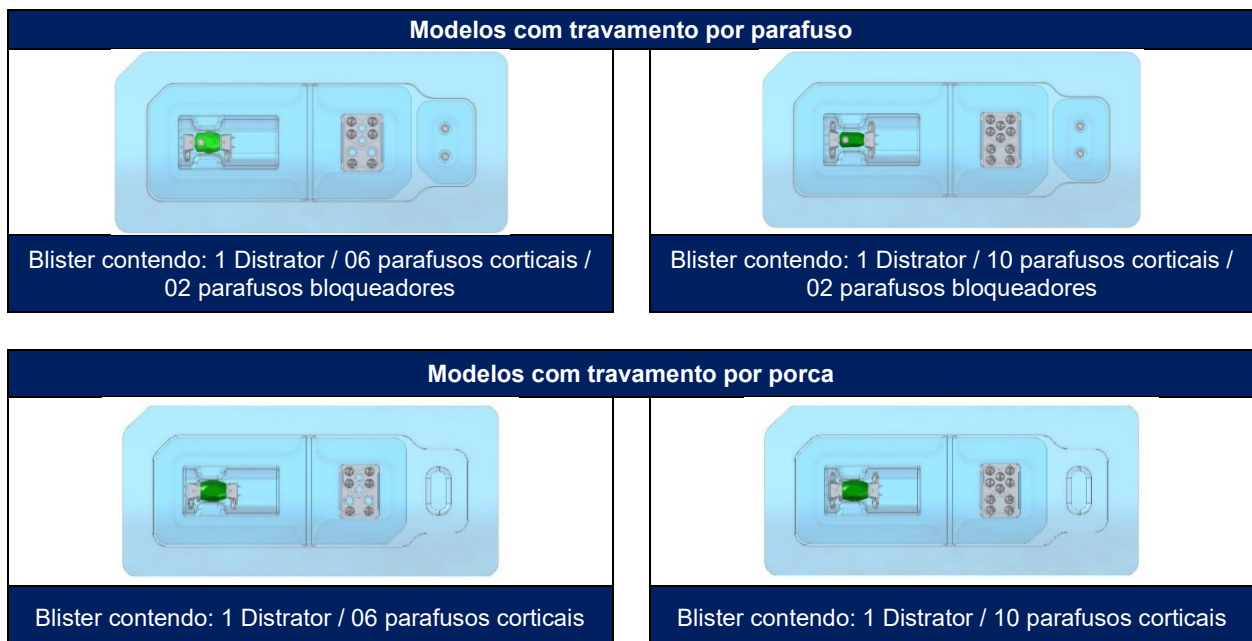 Modelos com travamento por parafuso
Blister contendo: 1 Distrator / 06 parafusos corticais /
02 parafusos bloqueadores
Blister contendo: 1 Distrator / 10 parafusos corticais /
02 parafusos bloqueadores
Modelos com travamento por porca
Blister contendo: 1 Distrator / 06 parafusos corticais
Blister contendo: 1 Distrator / 10 parafusos corticais